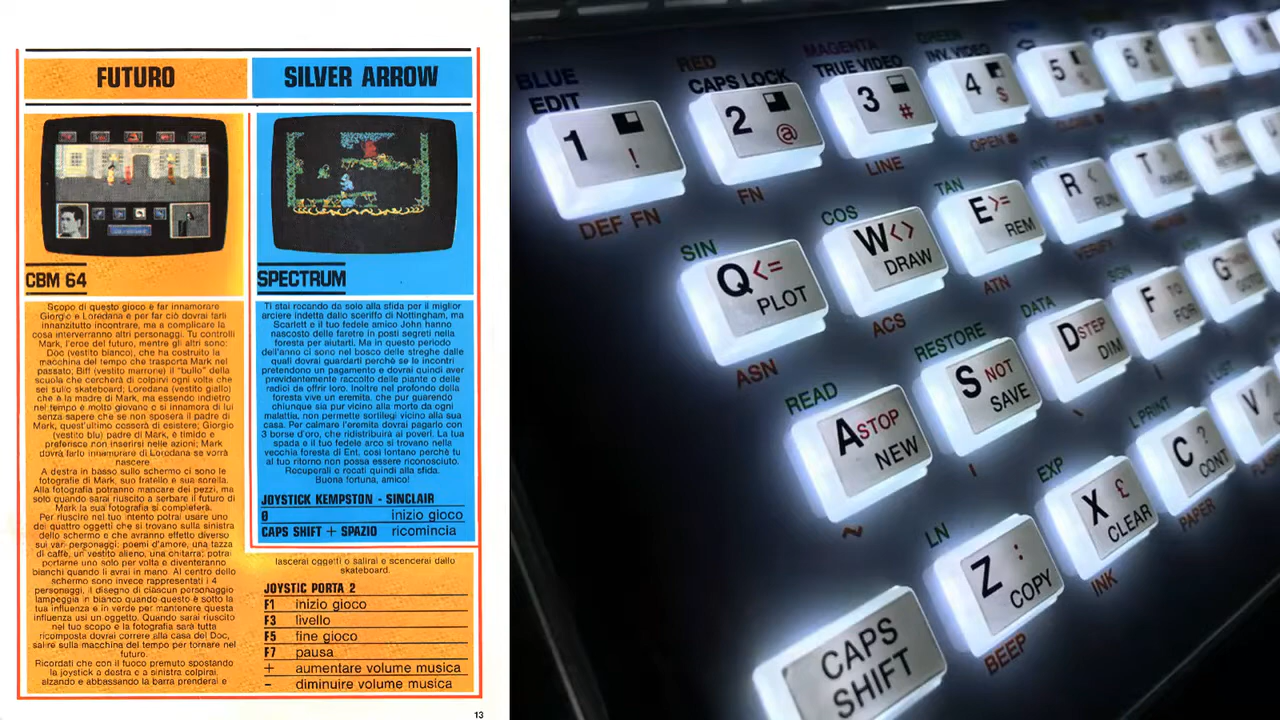 FUTURO
CBM 64
Scopo di questo gioco è far innamorare
Giorgio e Loredana e per far ciò dovrai farli
innanzitutto incontrare, ma a complicare la
cosa interverranno altri personaggi. Tu controlli
Mark, l'eroe del futuro, mentre gli altri sono:
Doc (vestito bianco), che ha costruito la
macchina del tempo che trasporta Mark nel
passato; Biff (vestito marrone) il "bullo" della
scuola che cercherà di colpirvi ogni volta che
sei sullo skateboard; Loredana (vestito giallo)
che è la madre di Mark, ma essendo indietro
nel tempo è molto giovane e si innamora di lui
senza sapere che se non sposerà il padre di
Mark, quest'ultimo cesserà di esistere; Giorgio
(vestito blu) padre di Mark, è timido e
preferisce non inserirsi nelle azioni; Mark
dovrà farlo innamorare di Loredana se vorrà
nascere.
A destra in basso sullo schermo ci sono le
fotografie di Mark, suo fratello e sua sorella.
Alla fotografia potranno mancare dei pezzi, ma
solo quando sarai riuscito a serbare il futuro di
Mark la sua fotografia si completerà.
Per riuscire nel tuo intento potrai usare uno
dei quattro oggetti che si trovano sulla sinistra
dello schermo e che avranno effetto diverso
sui vari personaggi: poemi d'amore, una tazza
di caffè, un vestito alieno, una chitarra; potrai
portarne uno solo per volta e diventeranno
bianchi quando li avrai in mano. Al centro dello
schermo sono invece rappresentati i 4
personaggi, il disegno di ciascun personaggio
lampeggia in bianco quando questo è sotto la
tua influenza e in verde per mantenere questa
influenza usi un oggetto. Quando sarai riuscito
nel tuo scopo e la fotografia sarà tutta
ricomposta dovrai correre alla casa del Doc,
salire sulla macchina del tempo per tornare nel
futuro.
Ricordati che con il fuoco premuto spostando
la joystick a destra e a sinistra colpirai,
alzando e abbassando la barra prenderai e
lascerai oggetti o salirai e scenderai dallo
skateboard.
JOYSTIC PORTA 2
F1 inizio gioco
F3 livello
F5 fine gioco
F7 pausa
+ aumentare volume musica
- diminuire volume musica
SILVER ARROW
SPECTRUM
Ti stai recando da solo alla sfida per il miglior
arciere indetta dallo sceriffo di Nottingham, ma
Scarlett e il tuo fedele amico John hanno
nascosto delle faretre in posti segreti nella
foresta per aiutarti. Ma in questo periodo
dell'anno ci sono nel bosco delle streghe dalle
quali dovrai guardarti perchè se le incontri
pretendono un pagamento e dovrai quindi aver
previdentemente raccolto delle piante o delle
radici da offrir loro. Inoltre nel profondo della
foresta vive un eremita, che pur guarendo
chiunque sia pur vicino alla morte da ogni
malattia, non permette sortilegi vicino alla sua
casa. Per calmare l'eremita dovrai pagarlo con
3 borse d'oro, che ridistribuirà ai poveri. La tua
spada e il tuo fedele arco si trovano nella
vecchia foresta di Ent, così lontano perchè tu
al tuo ritorno non possa essere riconosciuto.
Recuperali e recati quindi alla sfida.
Buona fortuna, amico!
JOYSTICK KEMPSTON - SINCLAIR
0 inizio gioco
CAPS SHIFT + SPAZIO ricomincia
13
BLUE RED MAGENTA GREEN
EDIT CAPS LOCK TRUE VIDEO INV. VIDEO
1 ! 2 @ 3 # 4 $ 5 6
DEF FN FN LINE OPEN #
SIN COS TAN
Q <= PLOT W <> DRAW E >= REM R < RUN T
ASN ACS ATN VERIFY
READ RESTORE DATA SGN
A STOP NEW S NOT SAVE D STEP DIM F TO FOR G
~ | \
LN EXP L PRINT
CAPS SHIFT Z : COPY X £ CLEAR C ? CONT V
BEEP INK PAPER